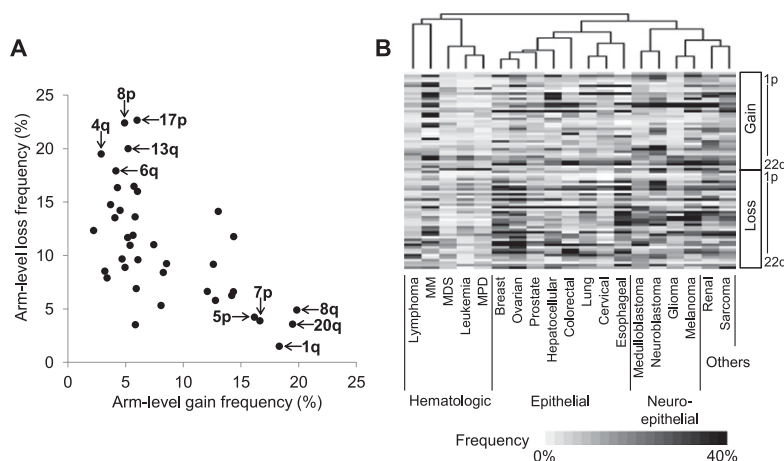 A
Arm-level loss frequency (%)
25
20
15
10
5
0
0 5 10 15 20 25
Arm-level gain frequency (%)
8p
17p
4q
13q
6q
7p
5p
8q
20q
1q
B
Gain
Loss
1p
22q
1p
22q
Lymphoma
MM
MDS
Leukemia
MPD
Breast
Ovarian
Prostate
Hepatocellular
Colorectal
Lung
Cervical
Esophageal
Medulloblastoma
Neuroblastoma
Glioma
Melanoma
Renal
Sarcoma
Hematologic
Epithelial
Neuro-
epithelial
Others
Frequency
0% 40%